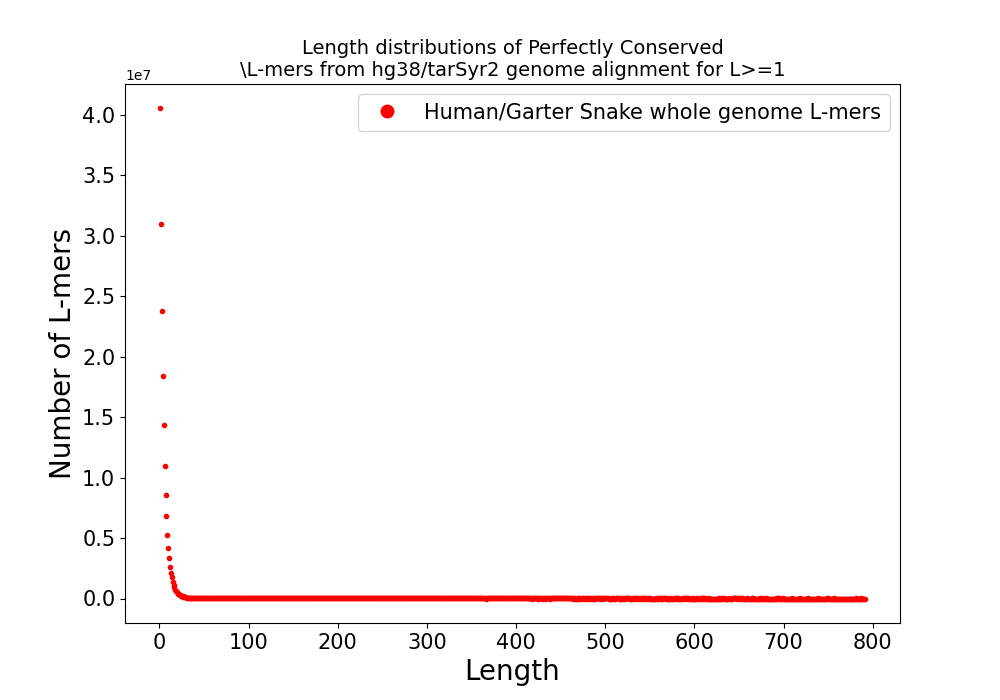 Length distributions of Perfectly Conserved
\L-mers from hg38/tarSyr2 genome alignment for L>=1
1e7
Human/Garter Snake whole genome L-mers
4.0
3.5
3.0
2.5
2.0
1.5
1.0
0.5
0.0
Number of L-mers
0 100 200 300 400 500 600 700 800
Length